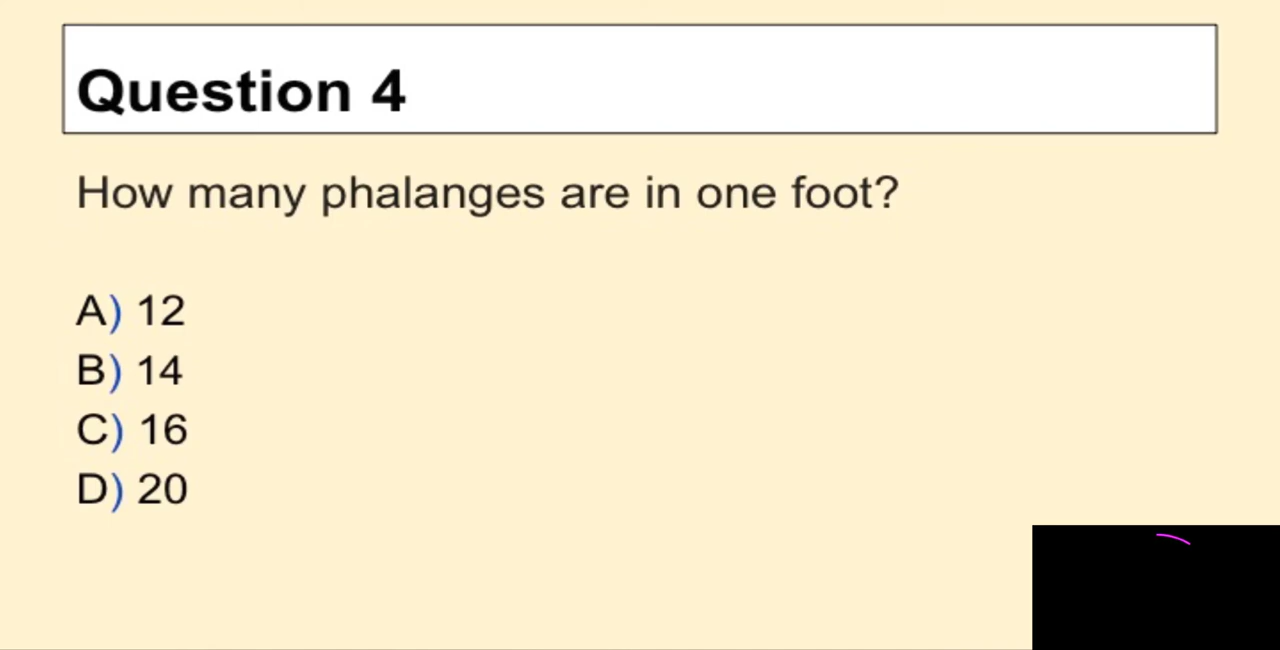 Question 4
How many phalanges are in one foot?
A) 12
B) 14
C) 16
D) 20